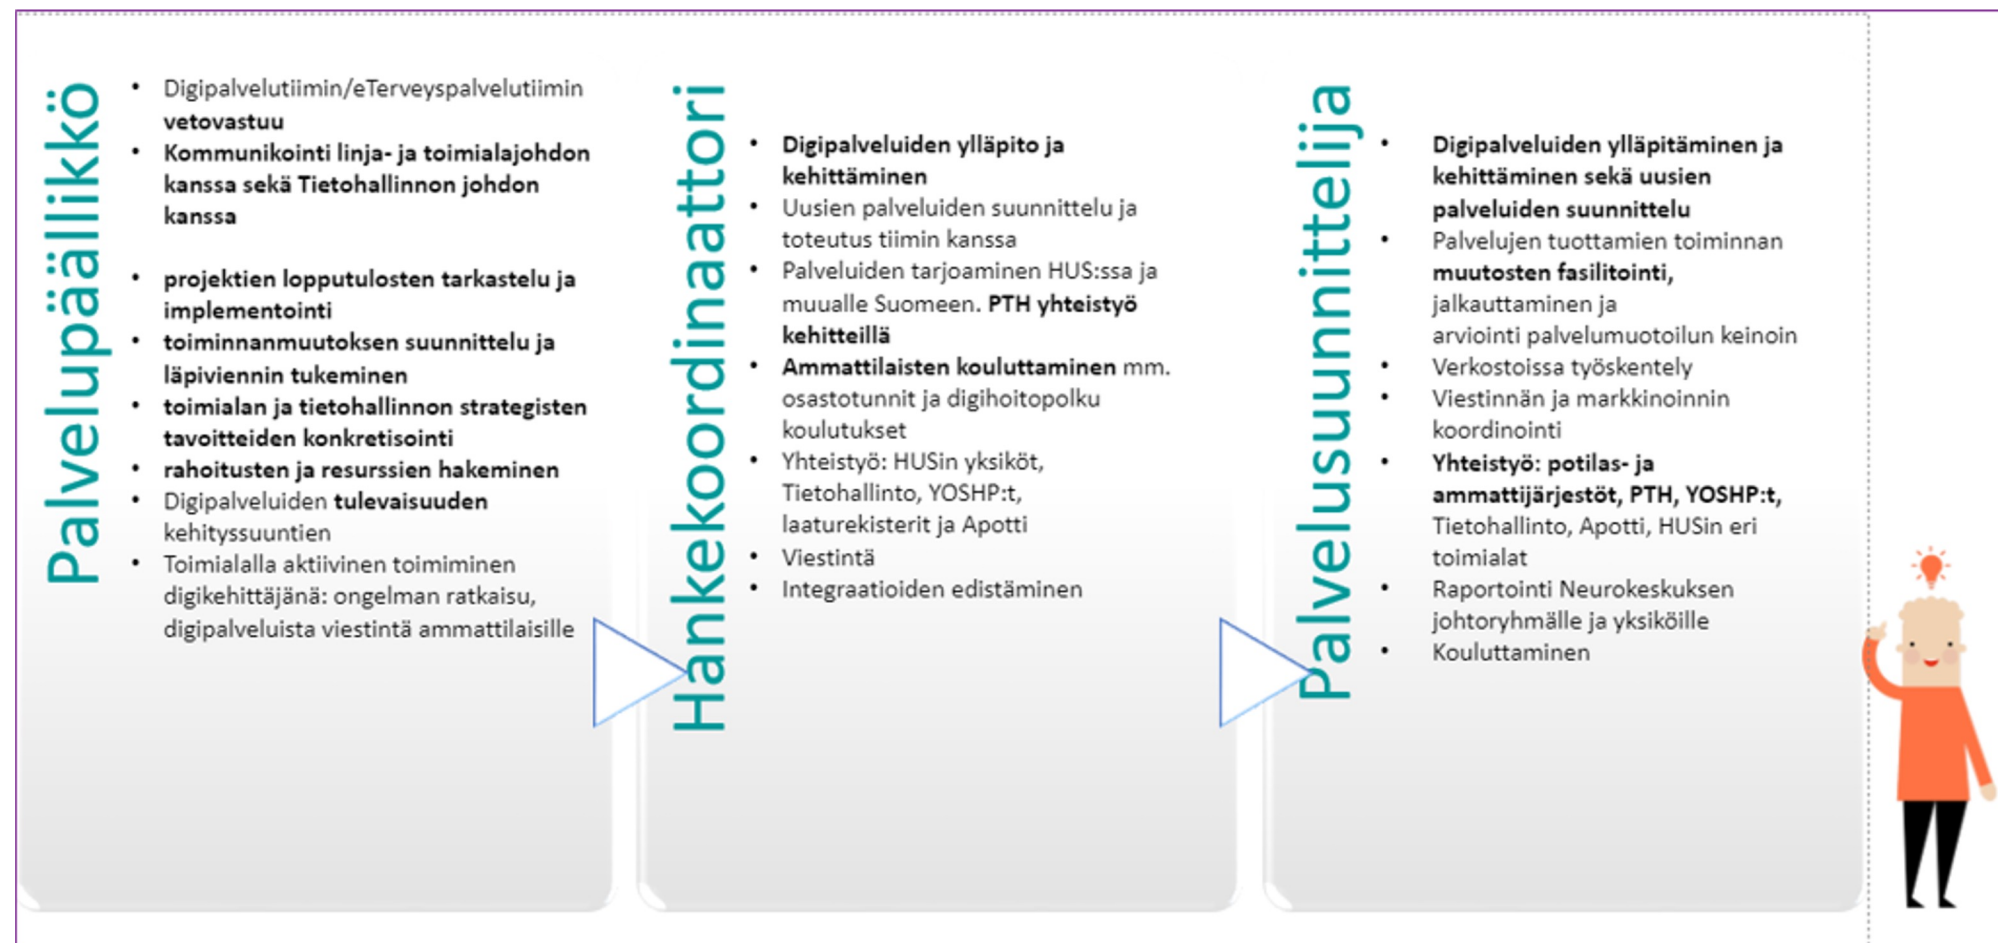 Palvelupäällikkö
• Digipalvelutiimin/eTerveyspalvelutiimin
vetovastuu
• Kommunikointi linja- ja toimialajohdon
kanssa sekä Tietohallinnon johdon
kanssa
• projektien lopputulosten tarkastelu ja
implementointi
• toiminnanmuutoksen suunnittelu ja
läpiviennin tukeminen
• toimialan ja tietohallinnon strategisten
tavoitteiden konkretisointi
• rahoitusten ja resurssien hakeminen
• Digipalveluiden tulevaisuuden
kehityssuuntien
• Toimialalla aktiivinen toimiminen
digikehittäjänä: ongelman ratkaisu,
digipalveluista viestintä ammattilaisille
Hankekoordinaattori
• Digipalveluiden ylläpito ja
kehittäminen
• Uusien palveluiden suunnittelu ja
toteutus tiimin kanssa
• Palveluiden tarjoaminen HUS:ssa ja
muualle Suomeen. PTH yhteistyö
kehitteillä
• Ammattilaisten kouluttaminen mm.
osastotunnit ja digihoitopolku
koulutukset
• Yhteistyö: HUSin yksiköt,
Tietohallinto, YOSHP:t,
laaturekisterit ja Apotti
• Viestintä
• Integraatioiden edistäminen
Palvelusuunnittelija
• Digipalveluiden ylläpitäminen ja
kehittäminen sekä uusien
palveluiden suunnittelu
• Palvelujen tuottamien toiminnan
muutosten fasilitointi,
jalkauttaminen ja
arviointi palvelumuotoilun keinoin
• Verkostoissa työskentely
• Viestinnän ja markkinoinnin
koordinointi
• Yhteistyö: potilas- ja
ammattijärjestöt, PTH, YOSHP:t,
Tietohallinto, Apotti, HUSin eri
toimialat
• Raportointi Neurokeskuksen
johtoryhmälle ja yksiköille
• Kouluttaminen